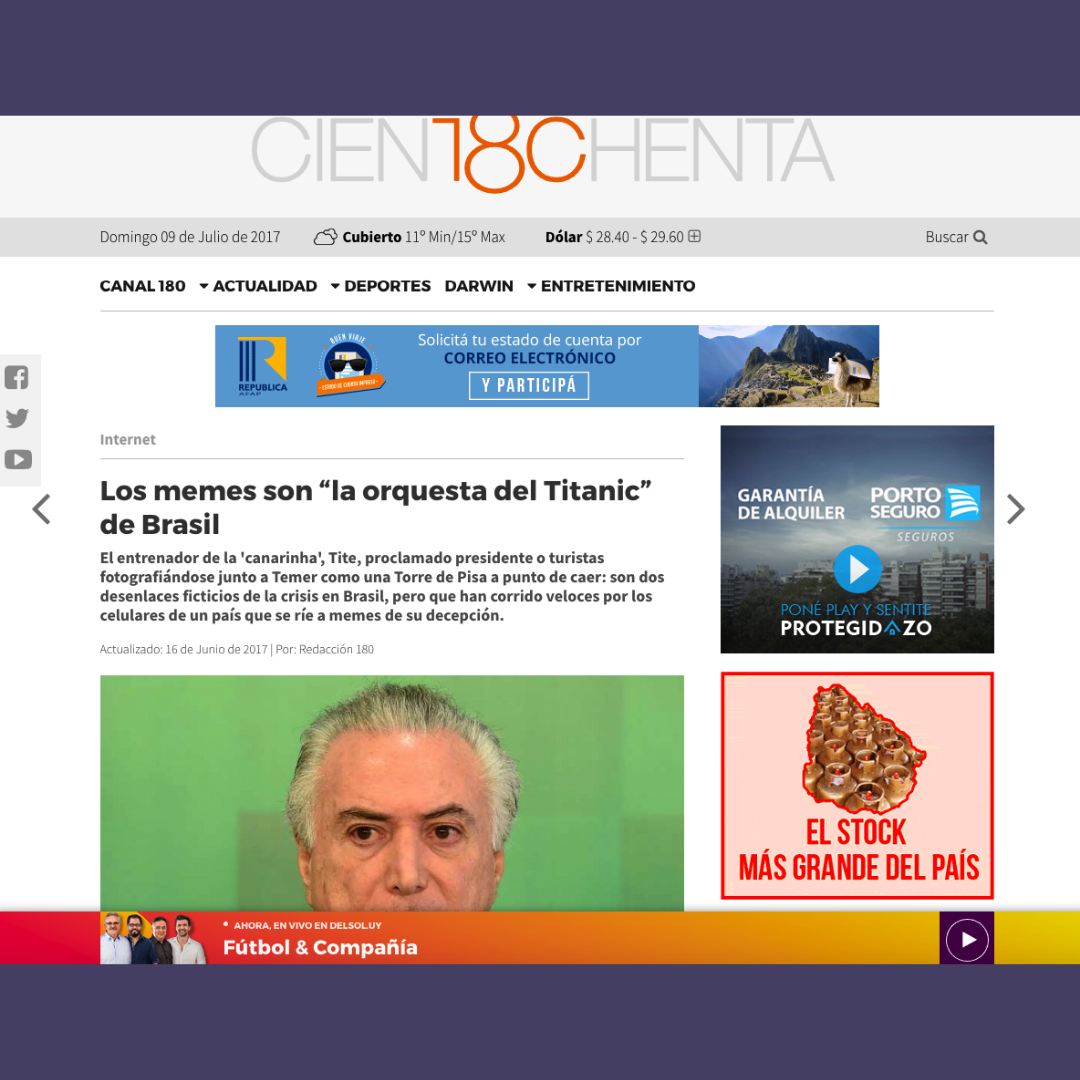 CIEN180CHENTA
Domingo 09 de Julio de 2017 Cubierto 11º Min/15º Max Dólar $ 28.40 - $ 29.60 Buscar
CANAL 180 ACTUALIDAD DEPORTES DARWIN ENTRETENIMIENTO
REPUBLICA
AFAP
BUEN VIAJE
ESTADO DE CUENTA IMPRESO
Solicitá tu estado de cuenta por
CORREO ELECTRÓNICO
Y PARTICIPÁ
Internet
Los memes son “la orquesta del Titanic”
de Brasil
El entrenador de la 'canarinha', Tite, proclamado presidente o turistas
fotografiándose junto a Temer como una Torre de Pisa a punto de caer: son dos
desenlaces ficticios de la crisis en Brasil, pero que han corrido veloces por los
celulares de un país que se ríe a memes de su decepción.
Actualizado: 16 de Junio de 2017 | Por: Redacción 180
GARANTÍA
DE ALQUILER
PORTO
SEGURO
SEGUROS
PONÉ PLAY Y SENTITE
PROTEGIDAZO
EL STOCK
MÁS GRANDE DEL PAÍS
AHORA, EN VIVO EN DELSOL.UY
Fútbol & Compañía